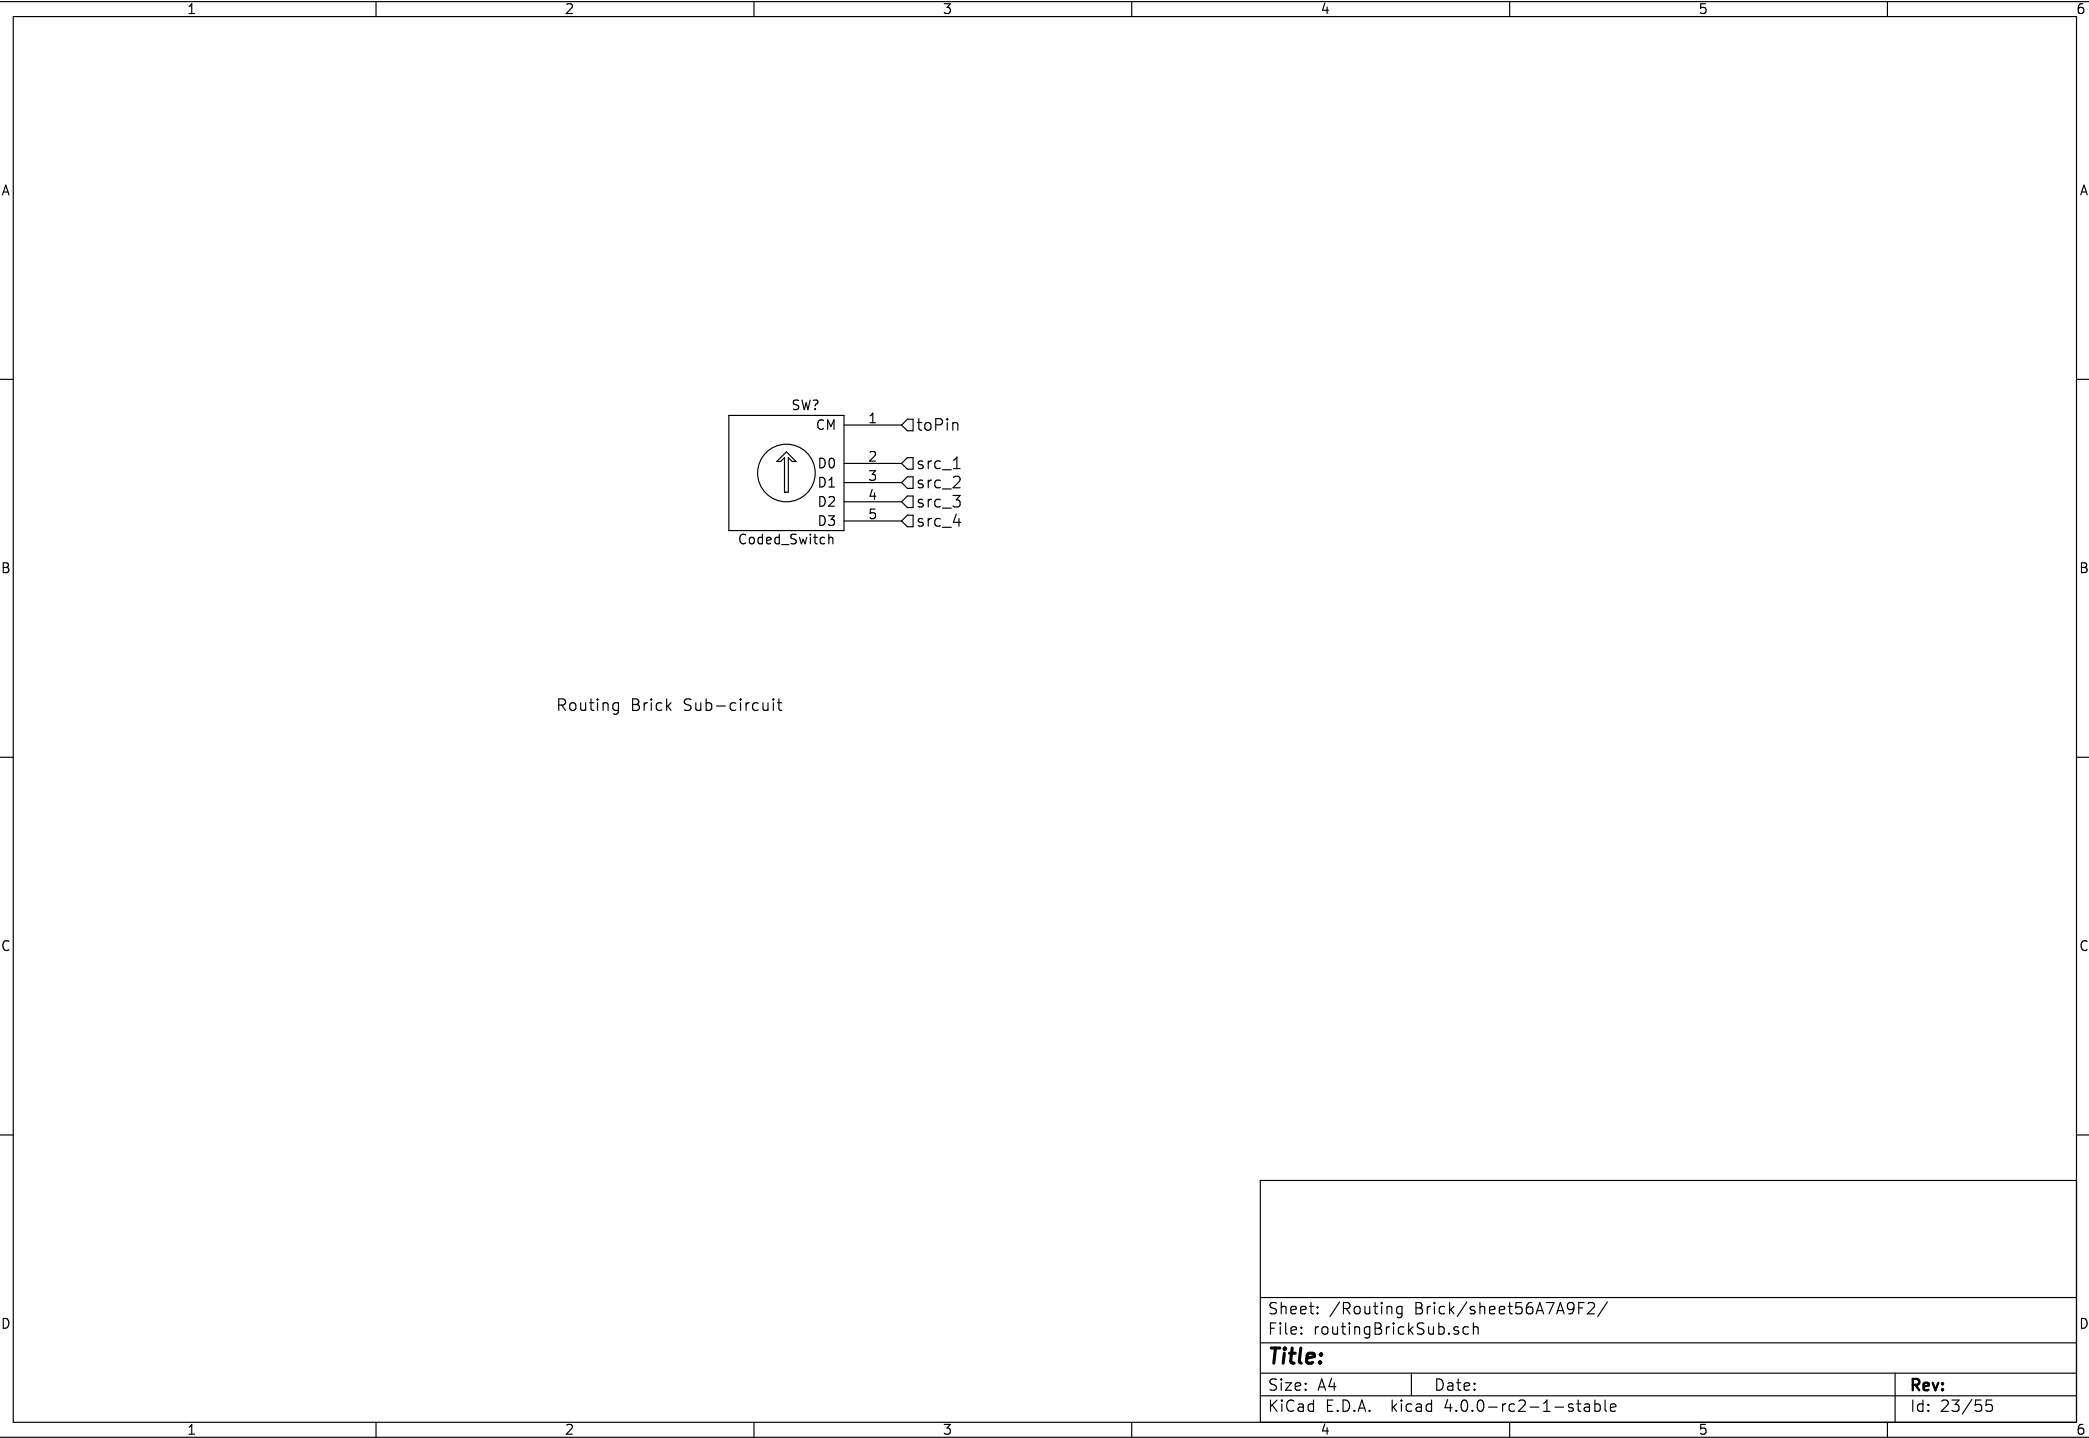 1 2 3 4 5 6
A A
SW?
CM 1 toPin
D0 2 src_1
D1 3 src_2
D2 4 src_3
D3 5 src_4
Coded_Switch
B B
Routing Brick Sub-circuit
C C
Sheet: /Routing Brick/sheet56A7A9F2/
D D
File: routingBrickSub.sch
Title:
Size: A4 Date: Rev:
KiCad E.D.A. kicad 4.0.0-rc2-1-stable Id: 23/55
1 2 3 4 5 6